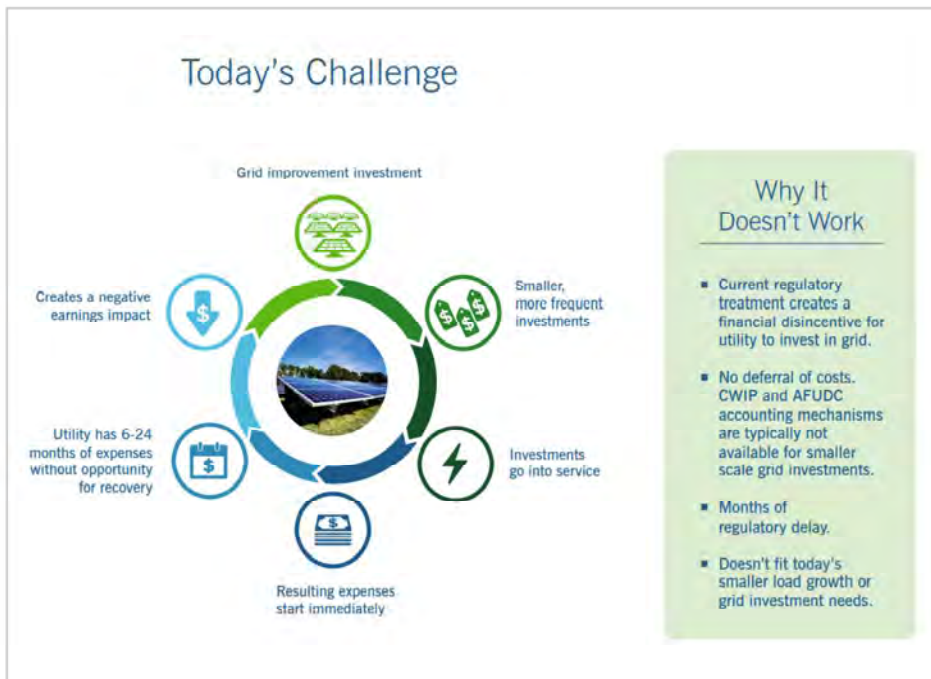 Today's Challenge
Grid improvement investment
Smaller,
more frequent
investments
Investments
go into service
Resulting expenses
start immediately
Utility has 6-24
months of expenses
without opportunity
for recovery
Creates a negative
earnings impact
Why It
Doesn't Work
▪ Current regulatory
treatment creates a
financial disincentive for
utility to invest in grid.
▪ No deferral of costs.
CWIP and AFUDC
accounting mechanisms
are typically not
available for smaller
scale grid investments.
▪ Months of
regulatory delay.
▪ Doesn't fit today's
smaller load growth or
grid investment needs.